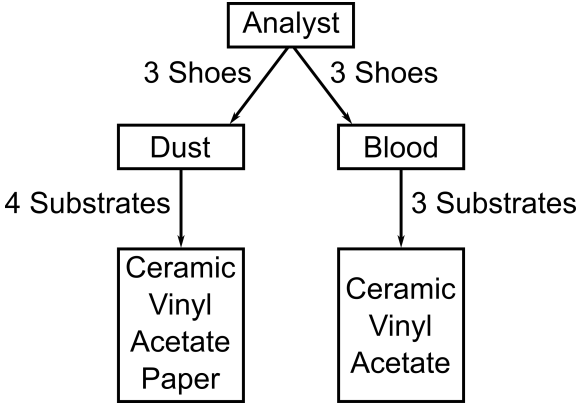 Analyst
3 Shoes
3 Shoes
Dust
Blood
4 Substrates
3 Substrates
Ceramic
Vinyl
Acetate
Paper
Ceramic
Vinyl
Acetate